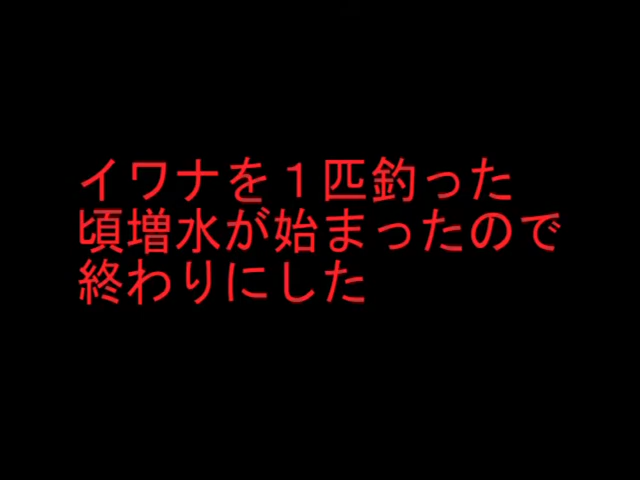 イワナを１匹釣った
頃増水が始まったので
終わりにした